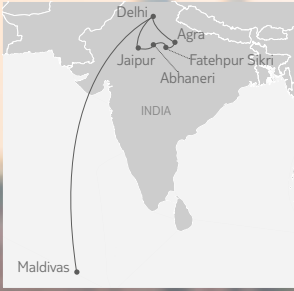 Delhi
Agra
Jaipur
Fatehpur Sikri
Abhaneri
INDIA
Maldivas